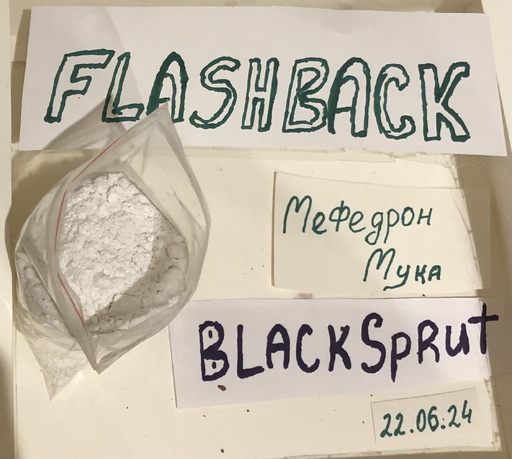 FLASHBACK
Мефедрон
Мука
BLACKSprut
22.06.24